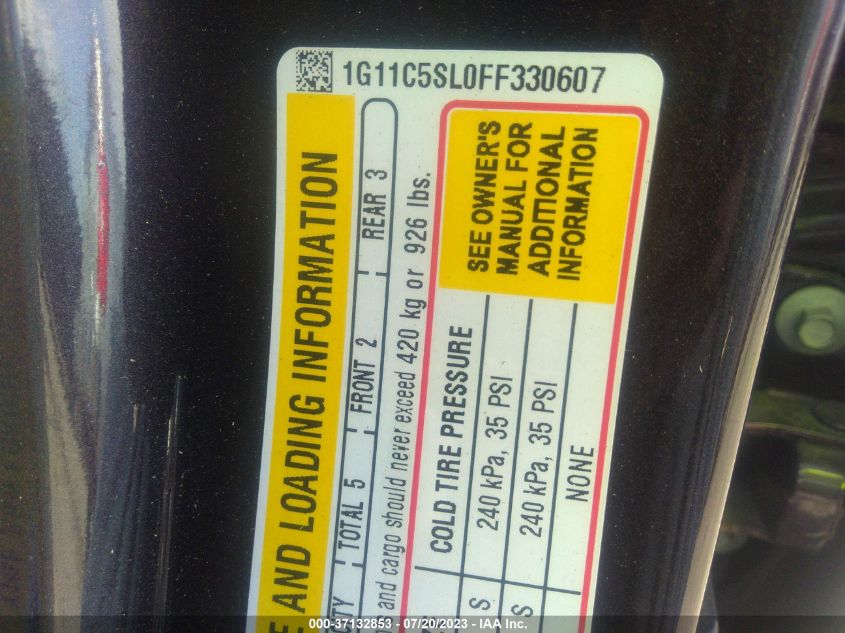 1G11C5SL0FF330607
AND LOADING INFORMATION
TOTAL 5 FRONT 2 REAR 3
and cargo should never exceed 420 kg or 926 lbs.
COLD TIRE PRESSURE
240 kPa, 35 PSI
240 kPa, 35 PSI
NONE
SEE OWNER'S
MANUAL FOR
ADDITIONAL
INFORMATION
S
S
000-37132853 - 07/20/2023 - IAA Inc.